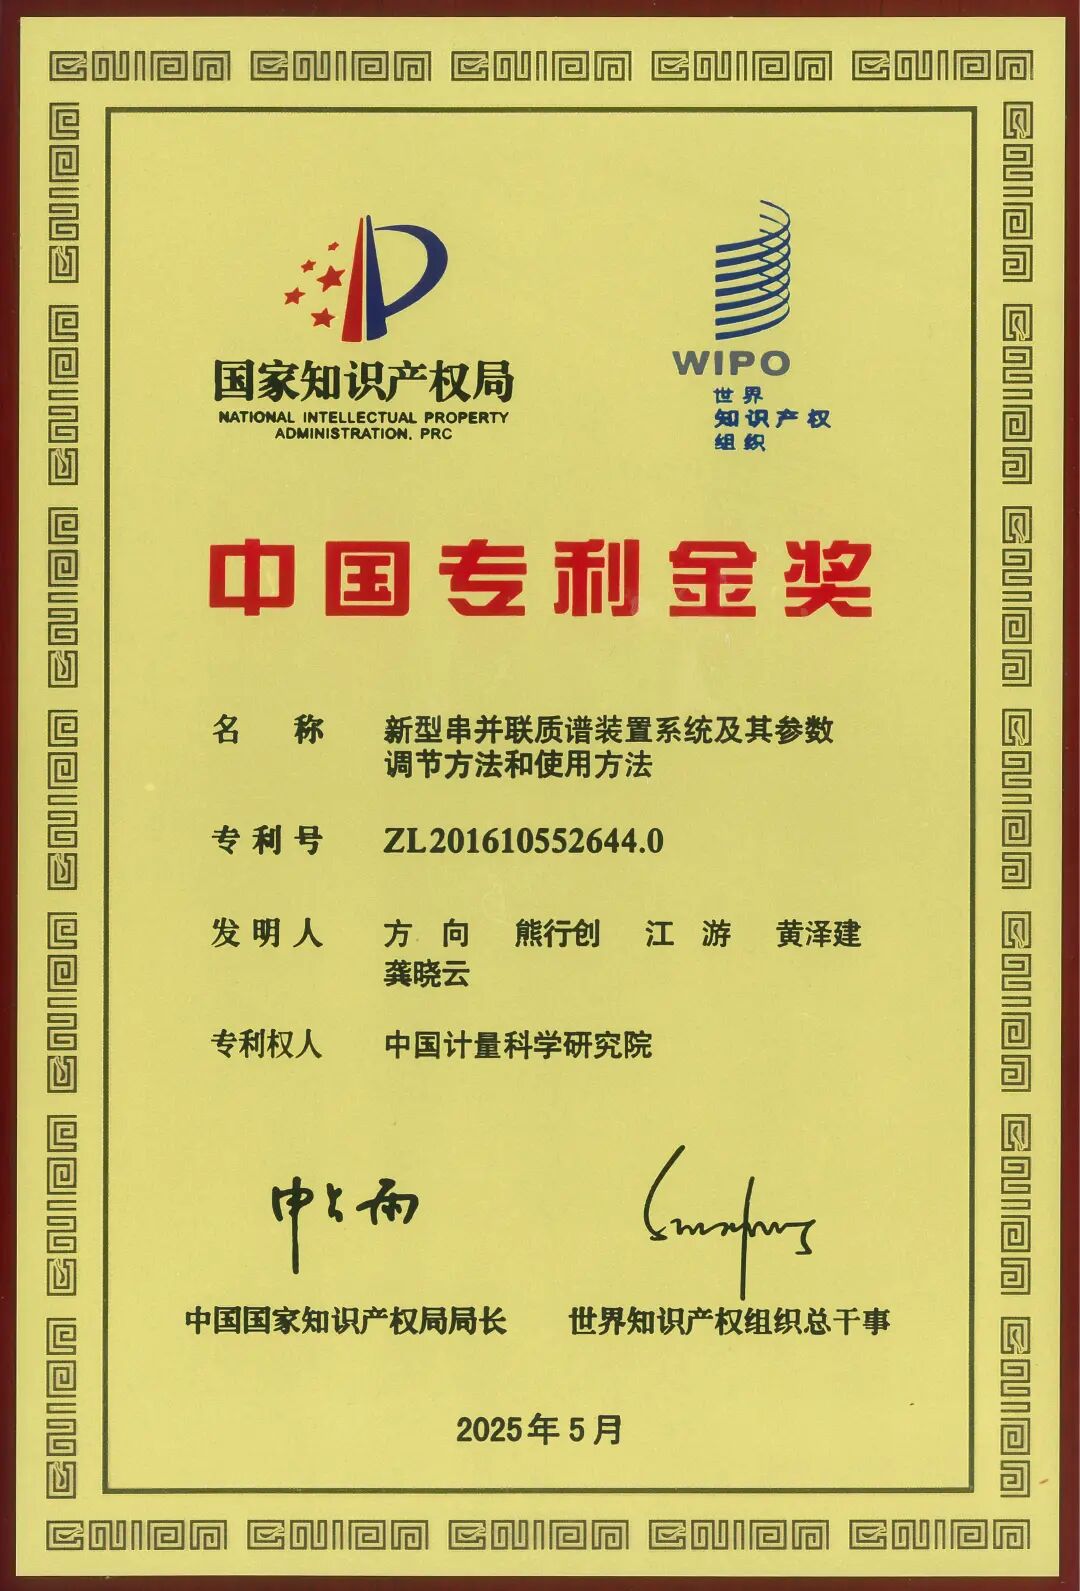 国家知识产权局
NATIONAL INTELLECTUAL PROPERTY
ADMINISTRATION, PRC
WIPO
世界
知识产权
组织
中国专利金奖
名 称 新型串并联质谱装置系统及其参数
调节方法和使用方法
专利号 ZL201610552644.0
发明人 方 向 熊行创 江 游 黄泽建
龚晓云
专利权人 中国计量科学研究院
申长雨
中国国家知识产权局局长 世界知识产权组织总干事
2025年5月